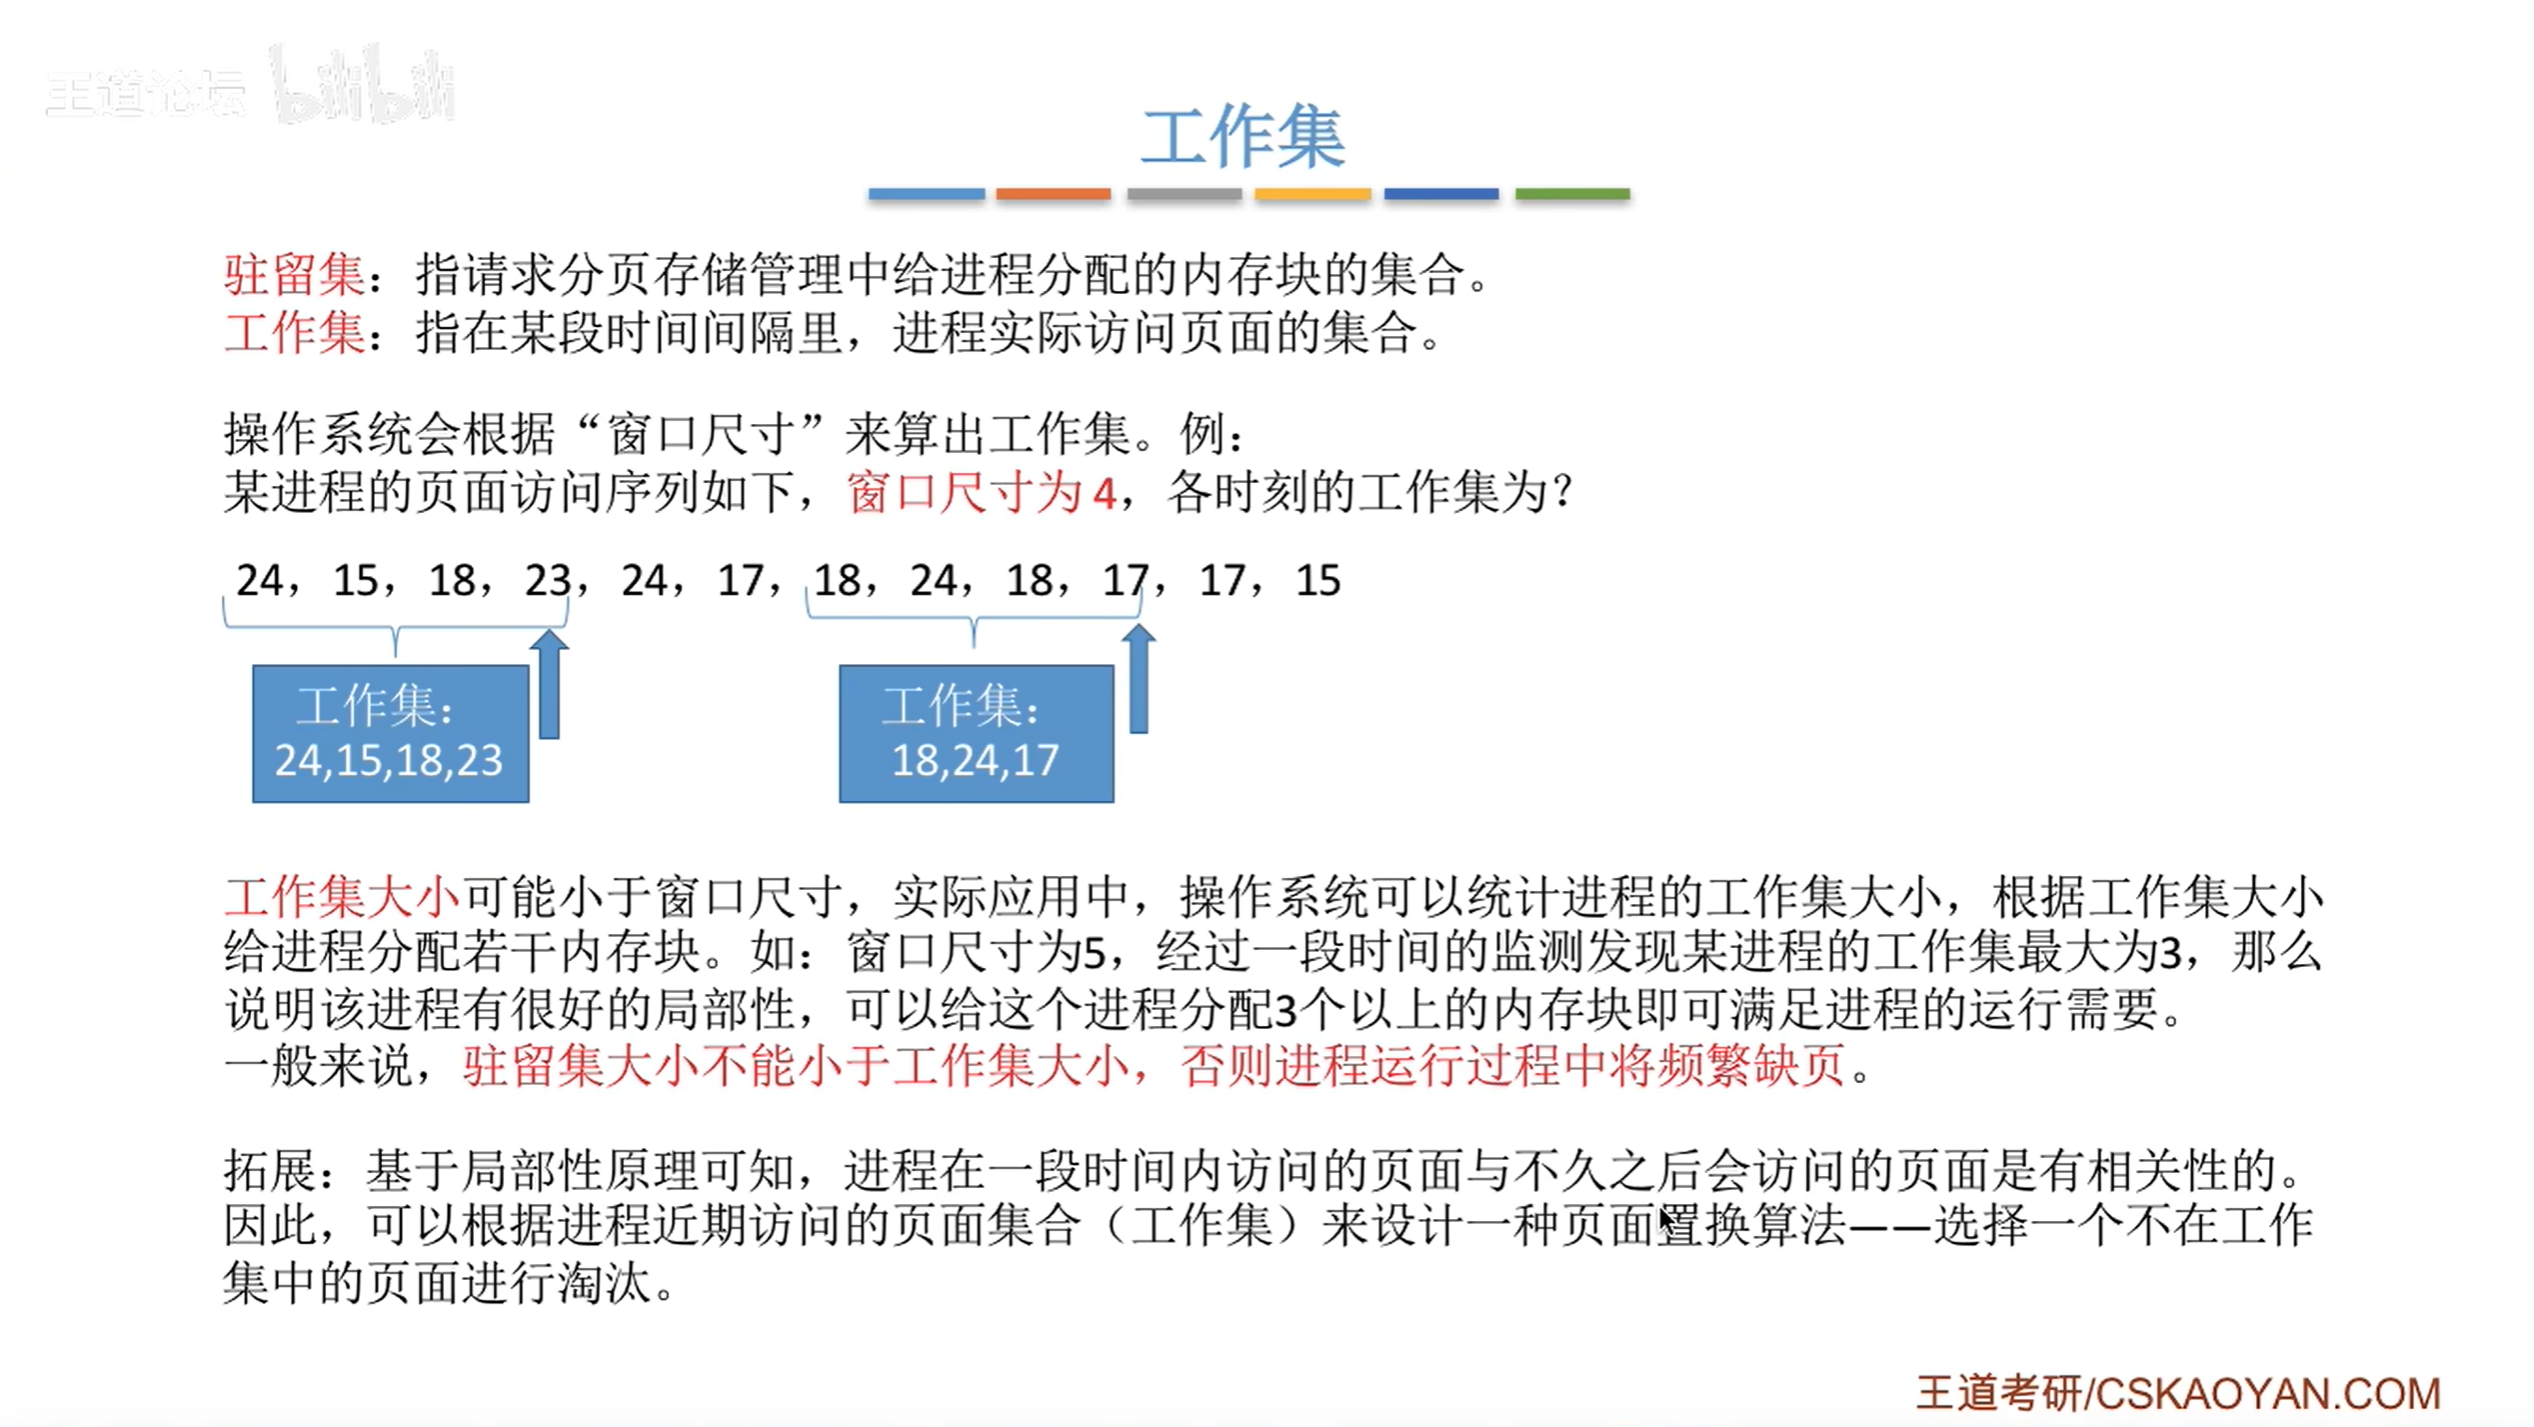 王道论坛 bilibili
工作集
驻留集：指请求分页存储管理中给进程分配的内存块的集合。
工作集：指在某段时间间隔里，进程实际访问页面的集合。
操作系统会根据“窗口尺寸”来算出工作集。例：
某进程的页面访问序列如下，窗口尺寸为4，各时刻的工作集为？
24，15，18，23，24，17，18，24，18，17，17，15
工作集：
24,15,18,23
工作集：
18,24,17
工作集大小可能小于窗口尺寸，实际应用中，操作系统可以统计进程的工作集大小，根据工作集大小
给进程分配若干内存块。如：窗口尺寸为5，经过一段时间的监测发现某进程的工作集最大为3，那么
说明该进程有很好的局部性，可以给这个进程分配3个以上的内存块即可满足进程的运行需要。
一般来说，驻留集大小不能小于工作集大小，否则进程运行过程中将频繁缺页。
拓展：基于局部性原理可知，进程在一段时间内访问的页面与不久之后会访问的页面是有相关性的。
因此，可以根据进程近期访问的页面集合（工作集）来设计一种页面置换算法——选择一个不在工作
集中的页面进行淘汰。
王道考研/CSKAOYAN.COM